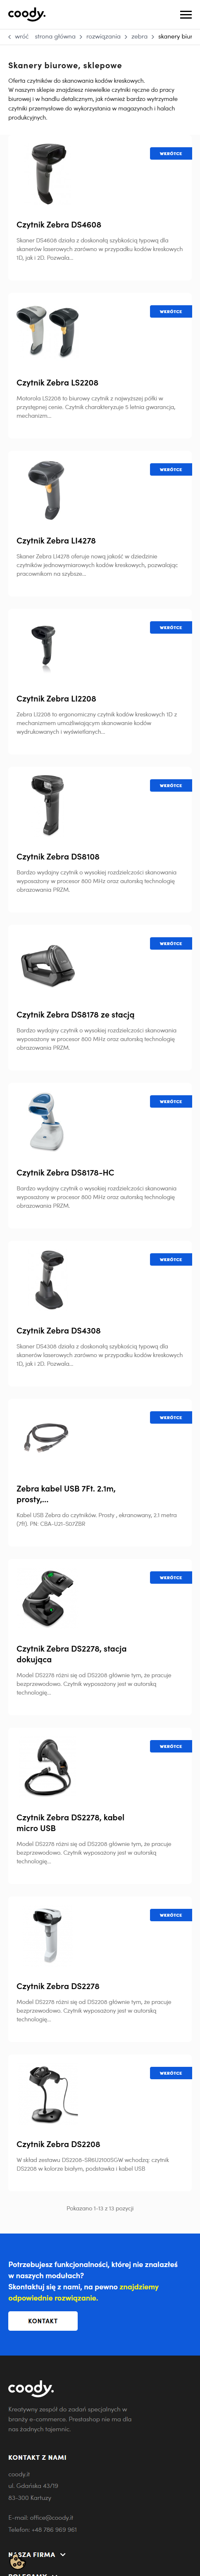 coody.
wróć strona główna rozwiązania zebra skanery biur
Skanery biurowe, sklepowe
Oferta czytników do skanowania kodów kreskowych.
W naszym sklepie znajdziesz niewielkie czytniki ręczne do pracy
biurowej i w handlu detalicznym, jak również bardzo wytrzymałe
czytniki przemysłowe do wykorzystania w magazynach i halach
produkcyjnych.
WKRÓTCE
Czytnik Zebra DS4608
Skaner DS4608 działa z doskonałą szybkością typową dla
skanerów laserowych zarówno w przypadku kodów kreskowych
1D, jak i 2D. Pozwala...
WKRÓTCE
Czytnik Zebra LS2208
Motorola LS2208 to biurowy czytnik z najwyższej półki w
przystępnej cenie. Czytnik charakteryzuje 5 letnia gwarancja,
mechanizm...
WKRÓTCE
Czytnik Zebra LI4278
Skaner Zebra LI4278 oferuje nową jakość w dziedzinie
czytników jednowymiarowych kodów kreskowych, pozwalając
pracownikom na szybsze...
WKRÓTCE
Czytnik Zebra LI2208
Zebra LI2208 to ergonomiczny czytnik kodów kreskowych 1D z
mechanizmem umożliwiającym skanowanie kodów
wydrukowanych i wyświetlanych...
WKRÓTCE
Czytnik Zebra DS8108
Bardzo wydajny czytnik o wysokiej rozdzielczości skanowania
wyposażony w procesor 800 MHz oraz autorską technologię
obrazowania PRZM.
WKRÓTCE
Czytnik Zebra DS8178 ze stacją
Bardzo wydajny czytnik o wysokiej rozdzielczości skanowania
wyposażony w procesor 800 MHz oraz autorską technologię
obrazowania PRZM.
WKRÓTCE
Czytnik Zebra DS8178-HC
Bardzo wydajny czytnik o wysokiej rozdzielczości skanowania
wyposażony w procesor 800 MHz oraz autorską technologię
obrazowania PRZM.
WKRÓTCE
Czytnik Zebra DS4308
Skaner DS4308 działa z doskonałą szybkością typową dla
skanerów laserowych zarówno w przypadku kodów kreskowych
1D, jak i 2D. Pozwala...
WKRÓTCE
Zebra kabel USB 7Ft. 2.1m,
prosty,...
Kabel USB Zebra do czytników. Prosty , ekranowany, 2.1 metra
(7ft). PN: CBA-U21-S07ZBR
WKRÓTCE
Czytnik Zebra DS2278, stacja
dokująca
Model DS2278 różni się od DS2208 głównie tym, że pracuje
bezprzewodowo. Czytnik wyposażony jest w autorską
technologię...
WKRÓTCE
Czytnik Zebra DS2278, kabel
micro USB
Model DS2278 różni się od DS2208 głównie tym, że pracuje
bezprzewodowo. Czytnik wyposażony jest w autorską
technologię...
WKRÓTCE
Czytnik Zebra DS2278
Model DS2278 różni się od DS2208 głównie tym, że pracuje
bezprzewodowo. Czytnik wyposażony jest w autorską
technologię...
WKRÓTCE
Czytnik Zebra DS2208
W skład zestawu DS2208-SR6U2100SGW wchodzą: czytnik
DS2208 w kolorze białym, podstawka i kabel USB
Pokazano 1-13 z 13 pozycji
Potrzebujesz funkcjonalności, której nie znalazłeś
w naszych modułach?
Skontaktuj się z nami, na pewno znajdziemy
odpowiednie rozwiązanie.
KONTAKT
coody.
Kreatywny zespół do zadań specjalnych w
branży e-commerce. Prestashop nie ma dla
nas żadnych tajemnic.
KONTAKT Z NAMI
coody.it
ul. Gdańska 43/19
83-300 Kartuzy
E-mail: office@coody.it
Telefon: +48 786 969 961
NASZA FIRMA